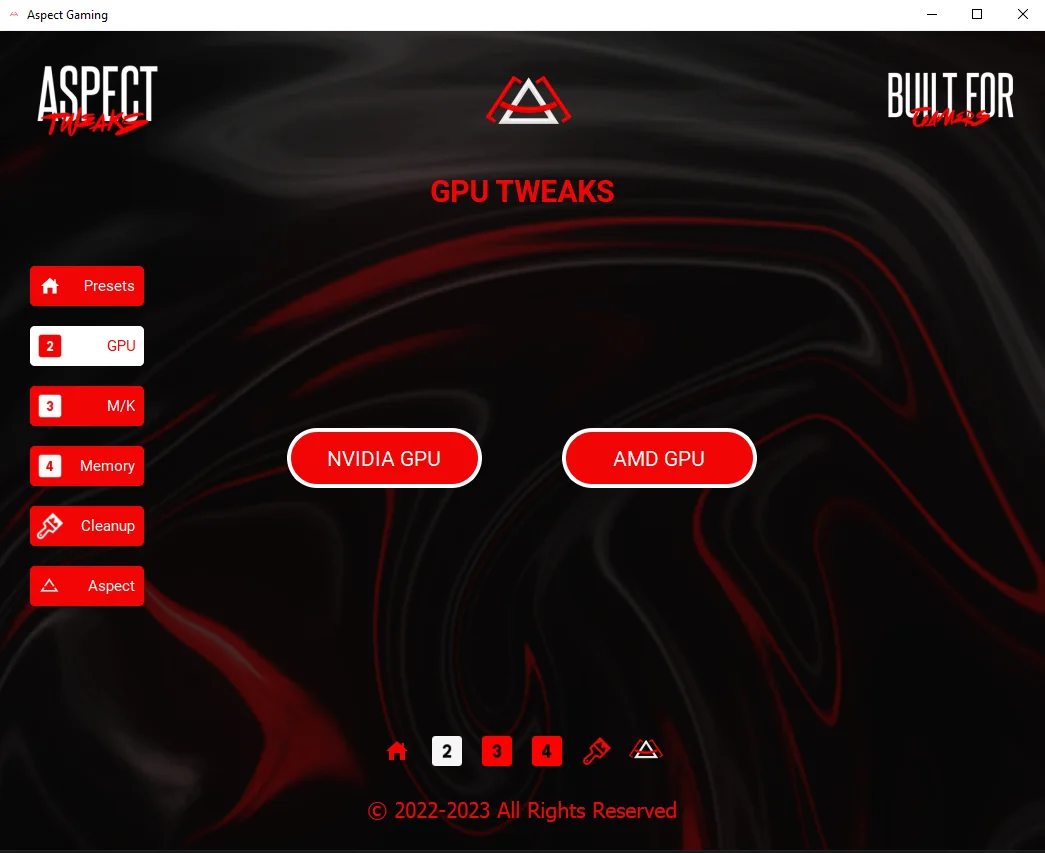 Aspect Gaming
ASPECT
TWEAKS
BUILT FOR
GAMERS
GPU TWEAKS
Presets
2 GPU
3 M/K
4 Memory
Cleanup
Aspect
NVIDIA GPU
AMD GPU
2 3 4
© 2022-2023 All Rights Reserved